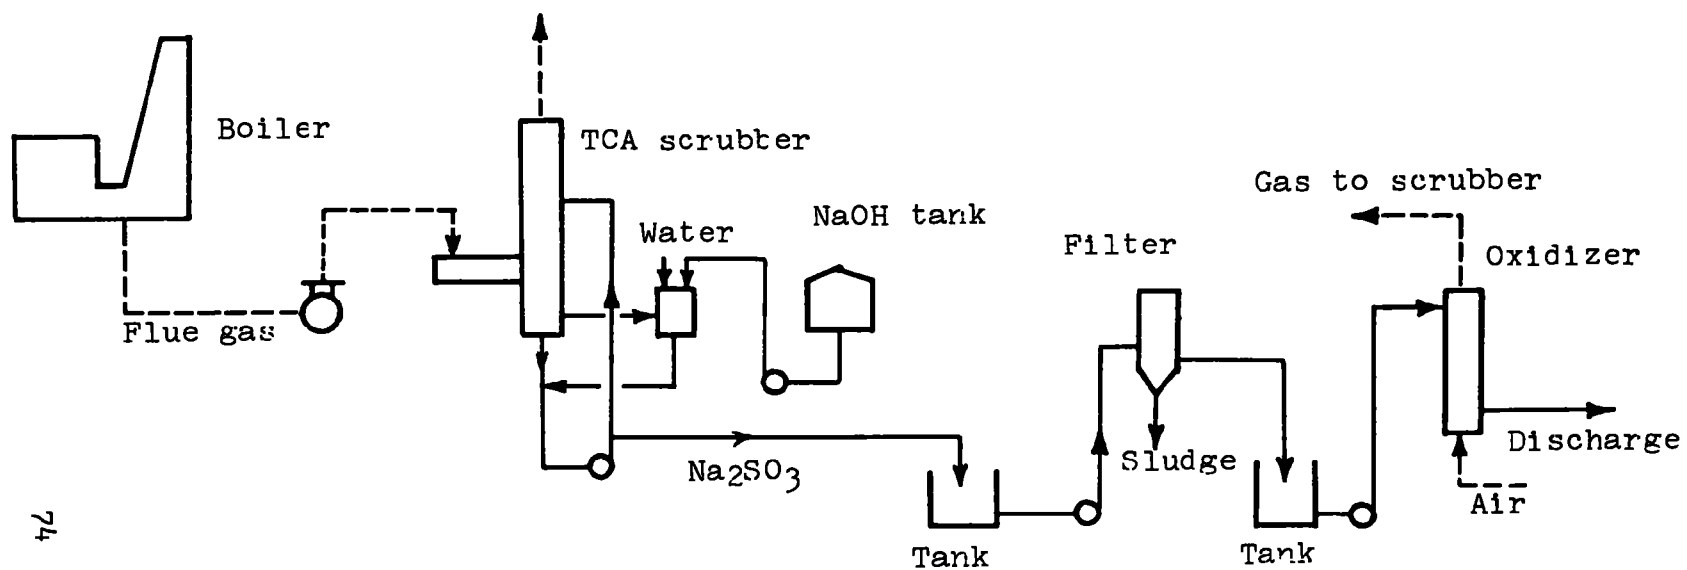 Boiler
TCA scrubber
Gas to scrubber
NaOH tank
Water
Filter
Oxidizer
Flue gas
Discharge
Sludge
Na2SO3
Air
74
Tank
Tank